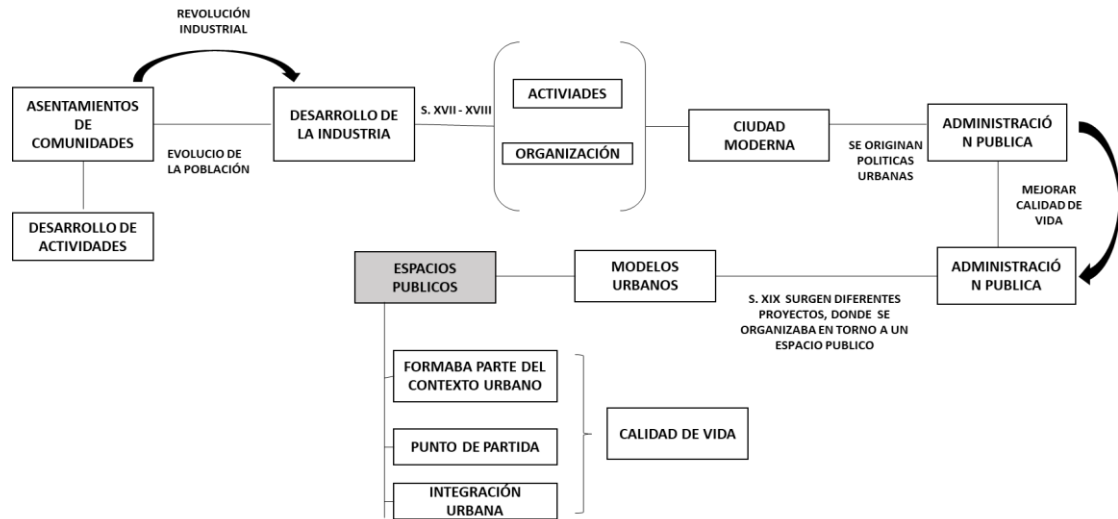 REVOLUCIÓN
INDUSTRIAL
ASENTAMIENTOS
DE
COMUNIDADES
EVOLUCIO DE
LA POBLACIÓN
DESARROLLO DE
LA INDUSTRIA
S. XVII - XVIII
ACTIVIADES
ORGANIZACIÓN
CIUDAD
MODERNA
SE ORIGINAN
POLITICAS
URBANAS
ADMINISTRACIÓ
N PUBLICA
MEJORAR
CALIDAD DE
VIDA
DESARROLLO DE
ACTIVIDADES
ESPACIOS
PUBLICOS
MODELOS
URBANOS
S. XIX SURGEN DIFERENTES
PROYECTOS, DONDE SE
ORGANIZABA EN TORNO A UN
ESPACIO PUBLICO
ADMINISTRACIÓ
N PUBLICA
FORMABA PARTE DEL
CONTEXTO URBANO
PUNTO DE PARTIDA
INTEGRACIÓN
URBANA
CALIDAD DE VIDA